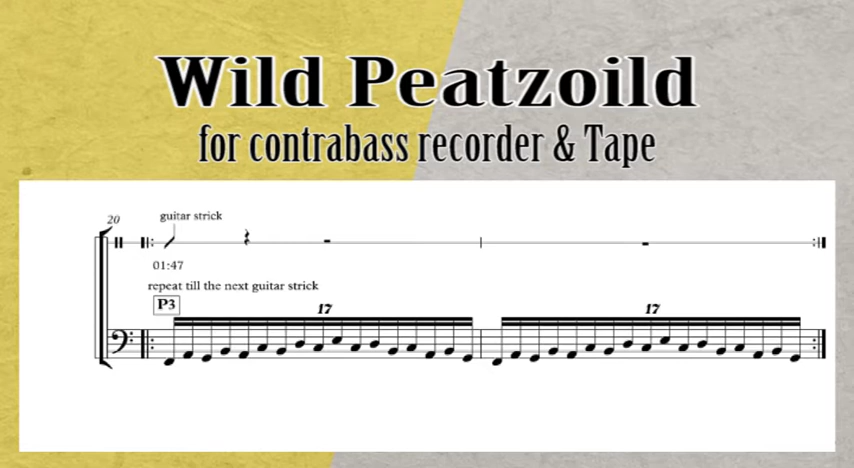 Wild Peatzoild
for contrabass recorder & Tape
20
guitar strick
01:47
repeat till the next guitar strick
P3
17 17